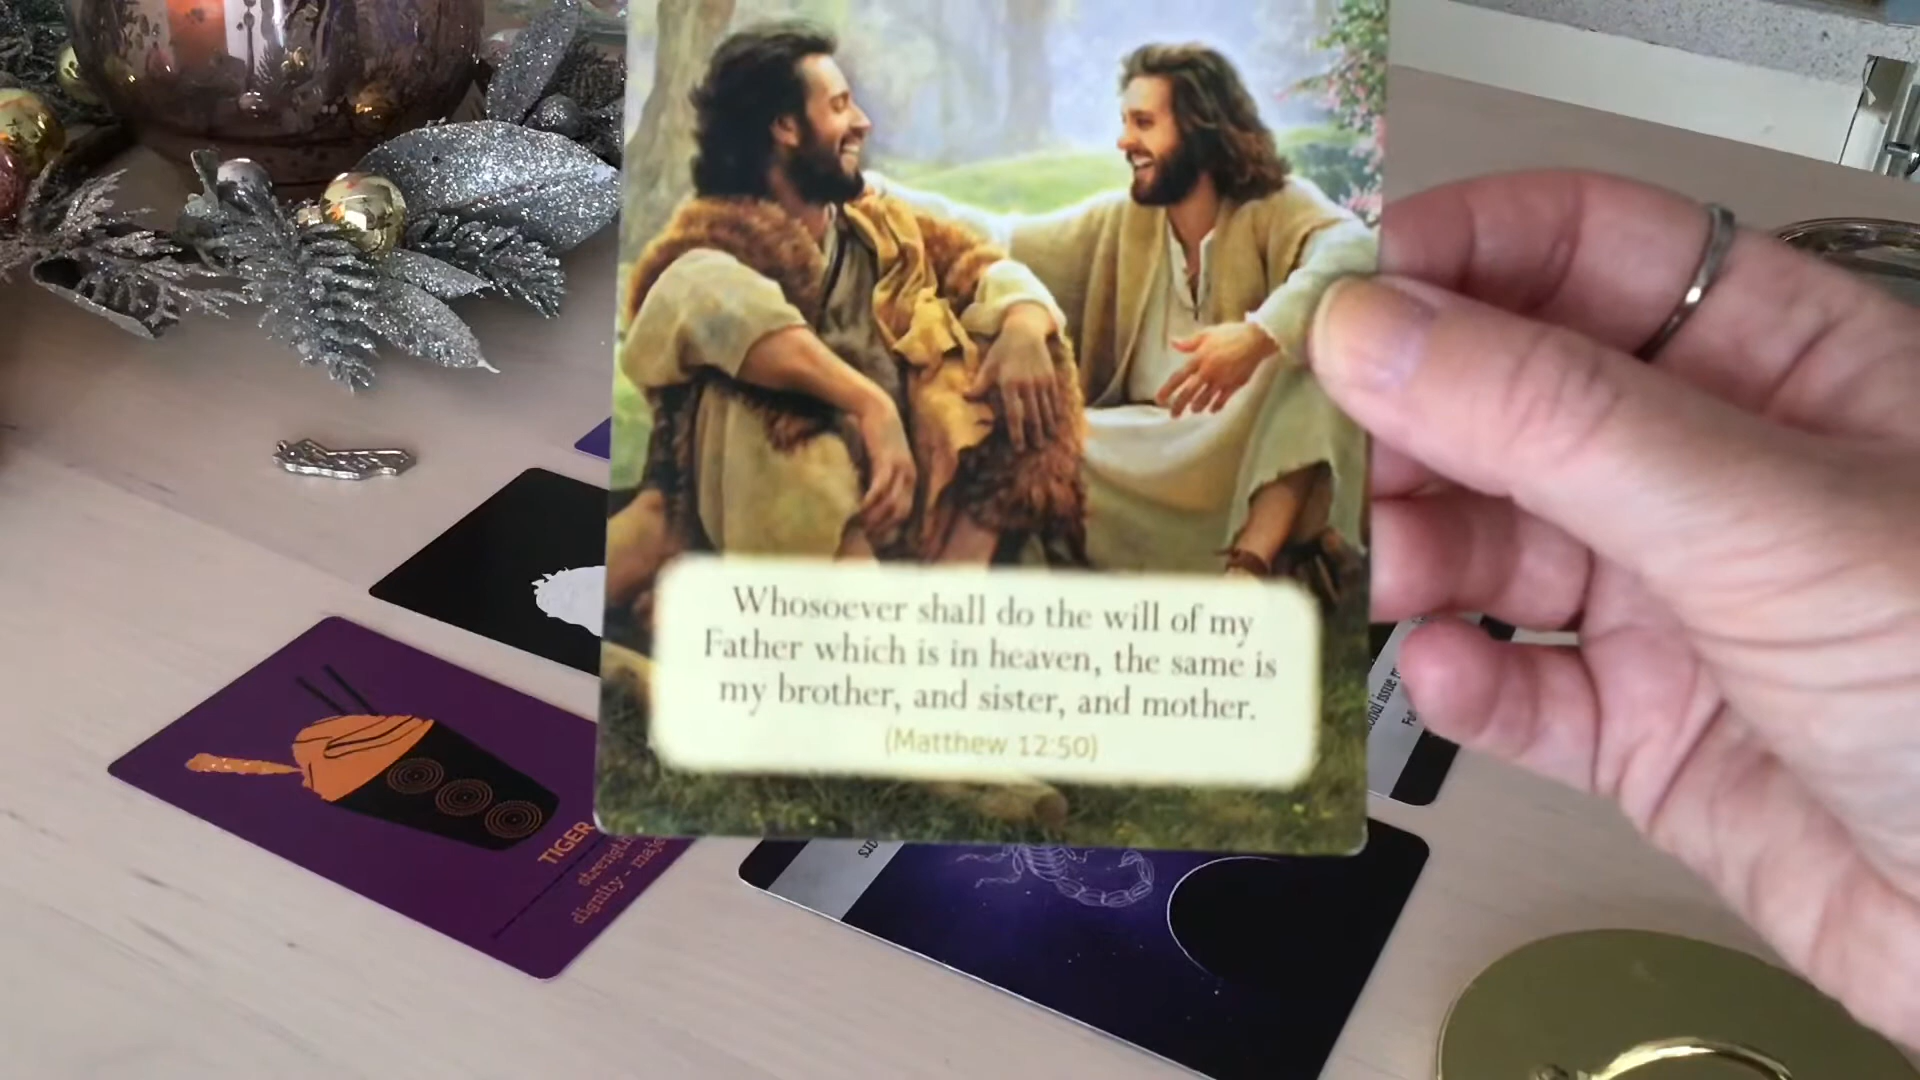 Whosoever shall do the will of my
Father which is in heaven, the same is
my brother, and sister, and mother.
(Matthew 12:50)
TIGER
dignity -